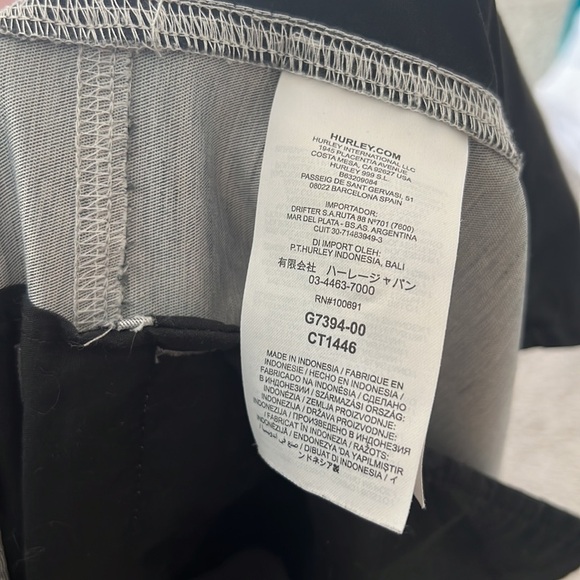 HURLEY.COM
HURLEY INTERNATIONAL LLC
1945 PLACENTIA AVENUE,
COSTA MESA, CA 92627 USA
HURLEY 999 S.L.
B63209084
PASSEIG DE SANT GERVASI, 51
08022 BARCELONA SPAIN
IMPORTADOR:
DRIFTER S.A.RUTA 88 Nº701 (7600)
MAR DEL PLATA - BS.AS. ARGENTINA
CUIT 30-71483949-3
DI IMPORT OLEH:
P.T.HURLEY INDONESIA, BALI
有限会社 ハーレージャパン
03-4463-7000
RN#100691
G7394-00
CT1446
MADE IN INDONESIA / FABRIQUE EN
INDONESIE / HECHO EN INDONESIA /
FABRICADO NA INDONÉSIA / СДЕЛАНО
В ИНДОНЕЗИИ / SZÁRMAZÁSI ORSZÁG:
INDONÉZIA / ZEMLJA PROIZVODNJE:
INDONEZIJA / DRŽAVA PROIZVODNJE:
INDONEZIJA / ПРОИЗВЕДЕНО В ИНДОНЕЗИЯ
/ FABRICAT ÎN INDONEZIA / RAŽOTS:
INDONĒZIJĀ / ENDONEZYA'DA YAPILMIŞTIR
/ DIBUAT DI INDONESIA / イ
ンドネシア製